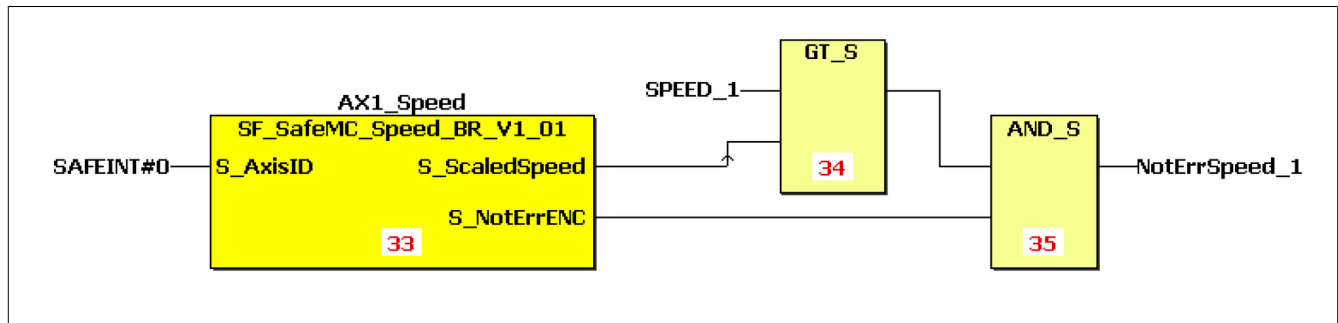 GT_S
SPEED_1
34
AX1_Speed
SF_SafeMC_Speed_BR_V1_01
SAFEINT#0
S_AxisID
S_ScaledSpeed
S_NotErrENC
33
AND_S
NotErrSpeed_1
35